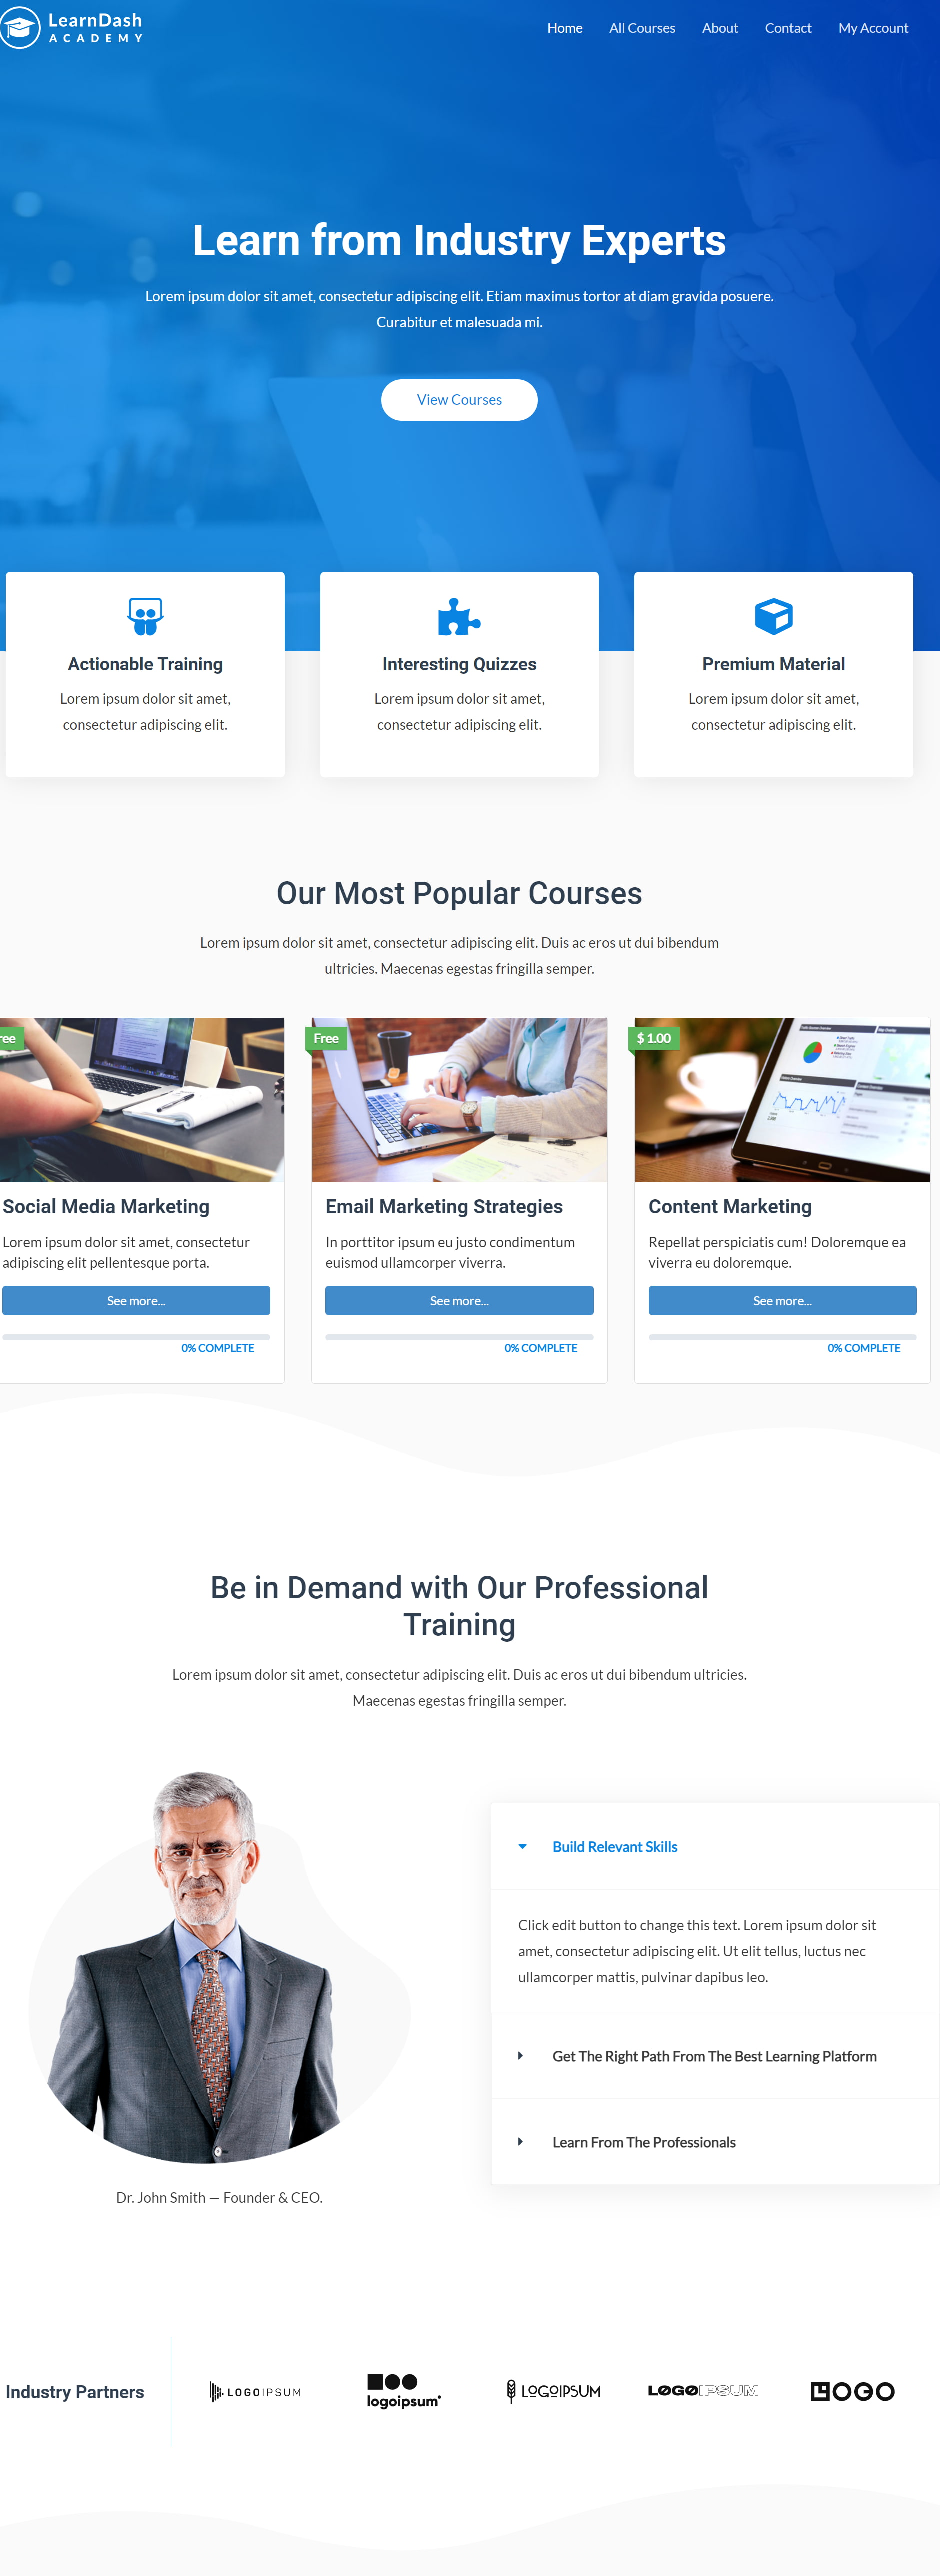 LearnDash
ACADEMY
Home
All Courses
About
Contact
My Account
Learn from Industry Experts
Lorem ipsum dolor sit amet, consectetur adipiscing elit. Etiam maximus tortor at diam gravida posuere.
Curabitur et malesuada mi.
View Courses
Actionable Training
Lorem ipsum dolor sit amet,
consectetur adipiscing elit.
Interesting Quizzes
Lorem ipsum dolor sit amet,
consectetur adipiscing elit.
Premium Material
Lorem ipsum dolor sit amet,
consectetur adipiscing elit.
Our Most Popular Courses
Lorem ipsum dolor sit amet, consectetur adipiscing elit. Duis ac eros ut dui bibendum
ultricies. Maecenas egestas fringilla semper.
ree
Social Media Marketing
Lorem ipsum dolor sit amet, consectetur
adipiscing elit pellentesque porta.
See more...
0% COMPLETE
Free
Email Marketing Strategies
In porttitor ipsum eu justo condimentum
euismod ullamcorper viverra.
See more...
0% COMPLETE
$ 1.00
Content Marketing
Repellat perspiciatis cum! Doloremque ea
viverra eu doloremque.
See more...
0% COMPLETE
Be in Demand with Our Professional
Training
Lorem ipsum dolor sit amet, consectetur adipiscing elit. Duis ac eros ut dui bibendum ultricies.
Maecenas egestas fringilla semper.
Dr. John Smith — Founder & CEO.
Build Relevant Skills
Click edit button to change this text. Lorem ipsum dolor sit
amet, consectetur adipiscing elit. Ut elit tellus, luctus nec
ullamcorper mattis, pulvinar dapibus leo.
Get The Right Path From The Best Learning Platform
Learn From The Professionals
Industry Partners
LOGOIPSUM
logoipsum
LOGOIPSUM
LOGOIPSUM
LOGO